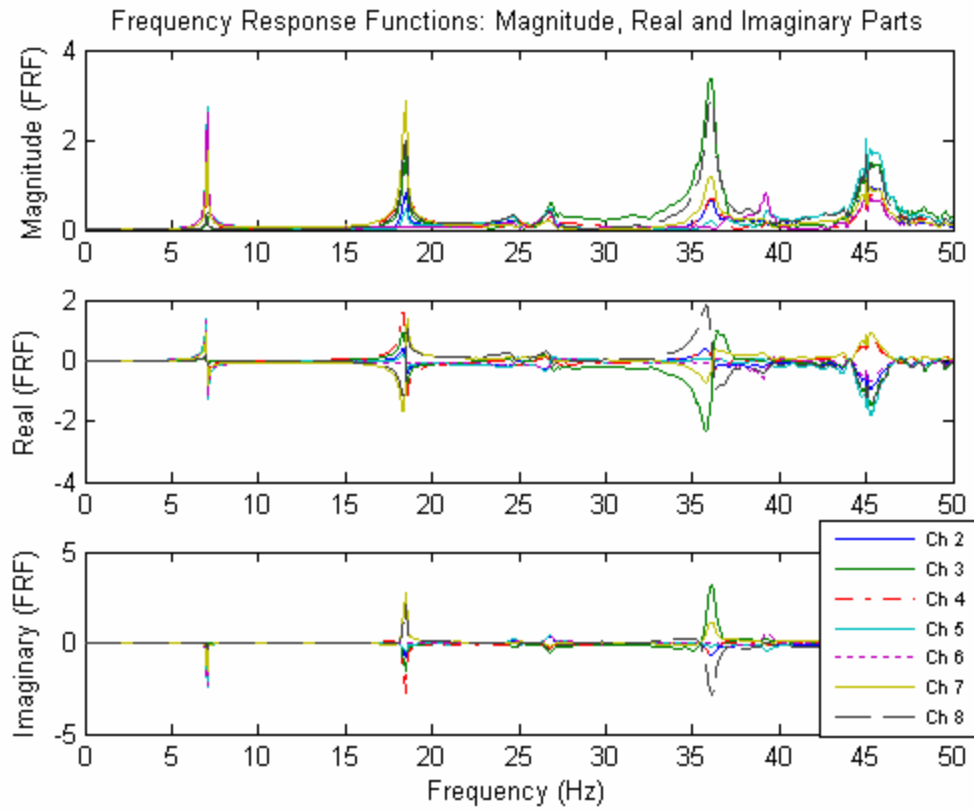 Frequency Response Functions: Magnitude, Real and Imaginary Parts
Magnitude (FRF)
4
2
0
0 5 10 15 20 25 30 35 40 45 50
Real (FRF)
2
0
-2
-4
0 5 10 15 20 25 30 35 40 45 50
Imaginary (FRF)
5
0
-5
0 5 10 15 20 25 30 35 40 45 50
Frequency (Hz)
Ch 2
Ch 3
Ch 4
Ch 5
Ch 6
Ch 7
Ch 8